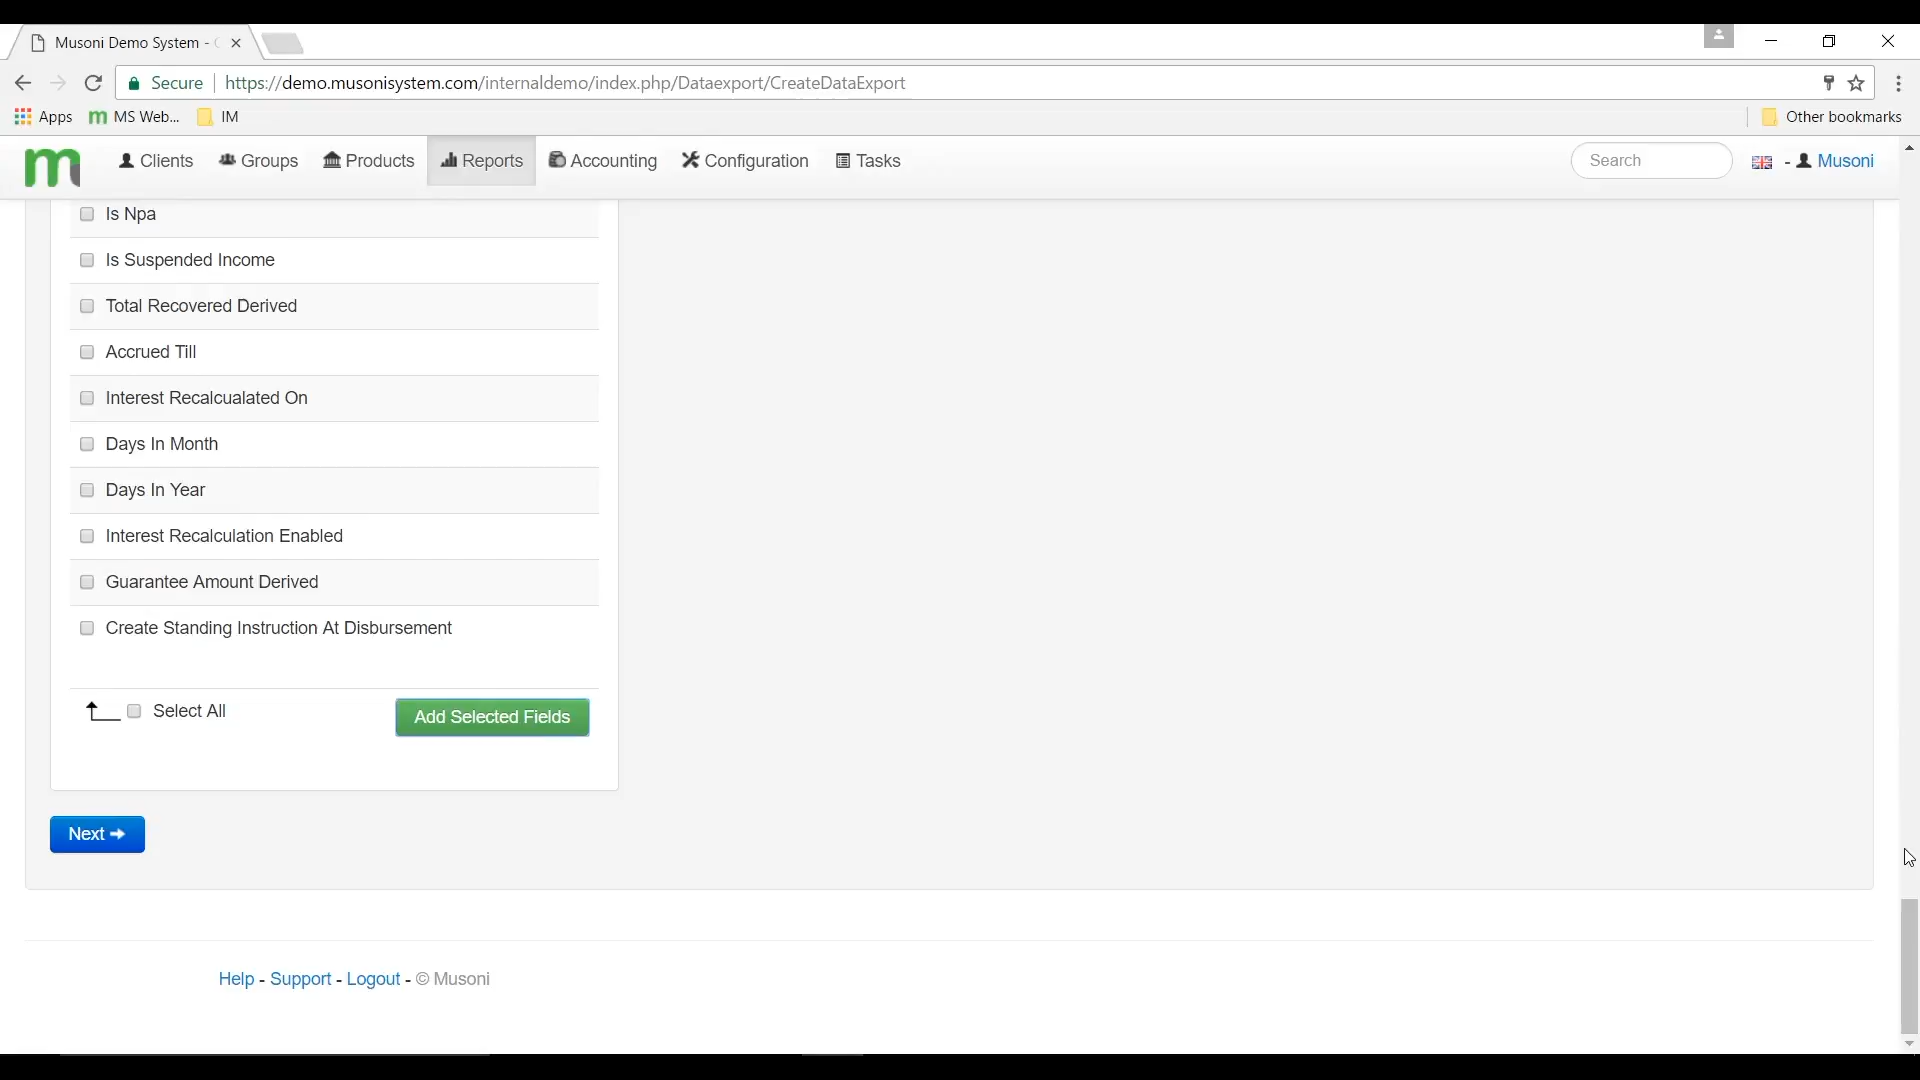 Musoni Demo System -
Secure https://demo.musonisystem.com/internaldemo/index.php/Dataexport/CreateDataExport
Apps MS Web... IM Other bookmarks
m Clients Groups Products Reports Accounting Configuration Tasks Search - Musoni
Is Npa
Is Suspended Income
Total Recovered Derived
Accrued Till
Interest Recalcualated On
Days In Month
Days In Year
Interest Recalculation Enabled
Guarantee Amount Derived
Create Standing Instruction At Disbursement
Select All Add Selected Fields
Next
Help - Support - Logout - © Musoni